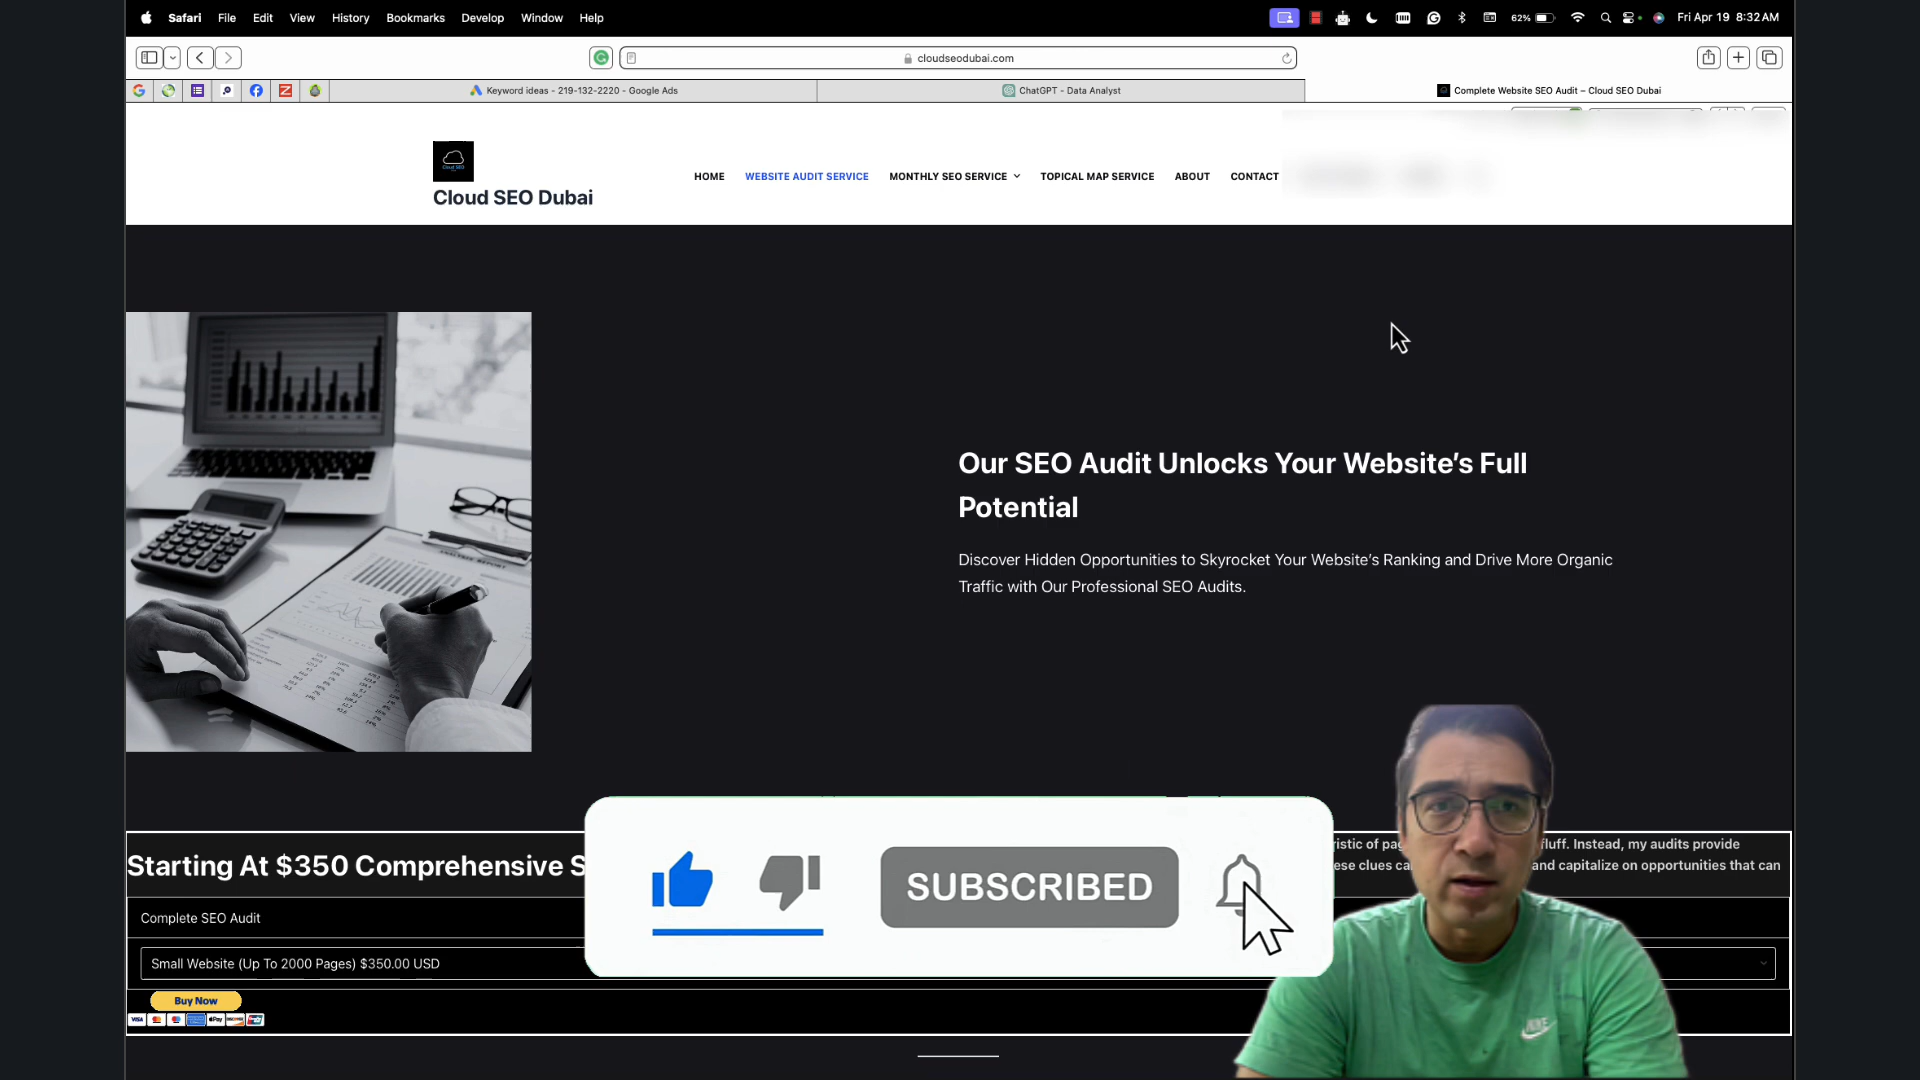 Safari File Edit View History Bookmarks Develop Window Help
62%
Fri Apr 19 8:32 AM
cloudseodubai.com
Keyword ideas - 219-132-2220 - Google Ads
ChatGPT - Data Analyst
Complete Website SEO Audit – Cloud SEO Dubai
Cloud SEO Dubai
HOME
WEBSITE AUDIT SERVICE
MONTHLY SEO SERVICE
TOPICAL MAP SERVICE
ABOUT
CONTACT
Our SEO Audit Unlocks Your Website’s Full
Potential
Discover Hidden Opportunities to Skyrocket Your Website’s Ranking and Drive More Organic
Traffic with Our Professional SEO Audits.
ANALYSIS REPORT
Starting At $350 Comprehensive S
fluff. Instead, my audits provide
and capitalize on opportunities that can
Complete SEO Audit
Small Website (Up To 2000 Pages) $350.00 USD
Buy Now
VISA
SUBSCRIBED
NIKE